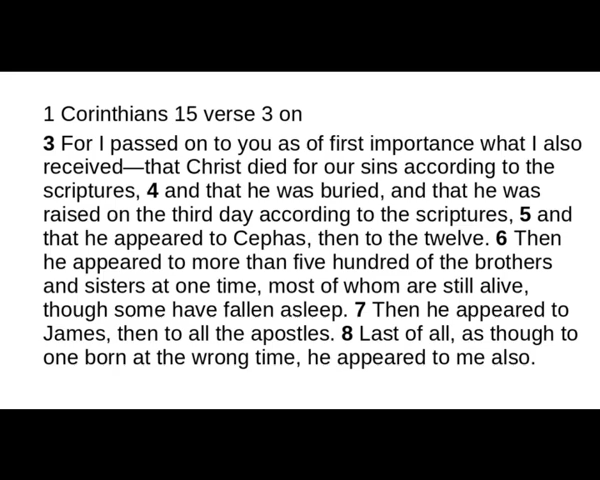 1 Corinthians 15 verse 3 on
3 For I passed on to you as of first importance what I also
received—that Christ died for our sins according to the
scriptures, 4 and that he was buried, and that he was
raised on the third day according to the scriptures, 5 and
that he appeared to Cephas, then to the twelve. 6 Then
he appeared to more than five hundred of the brothers
and sisters at one time, most of whom are still alive,
though some have fallen asleep. 7 Then he appeared to
James, then to all the apostles. 8 Last of all, as though to
one born at the wrong time, he appeared to me also.